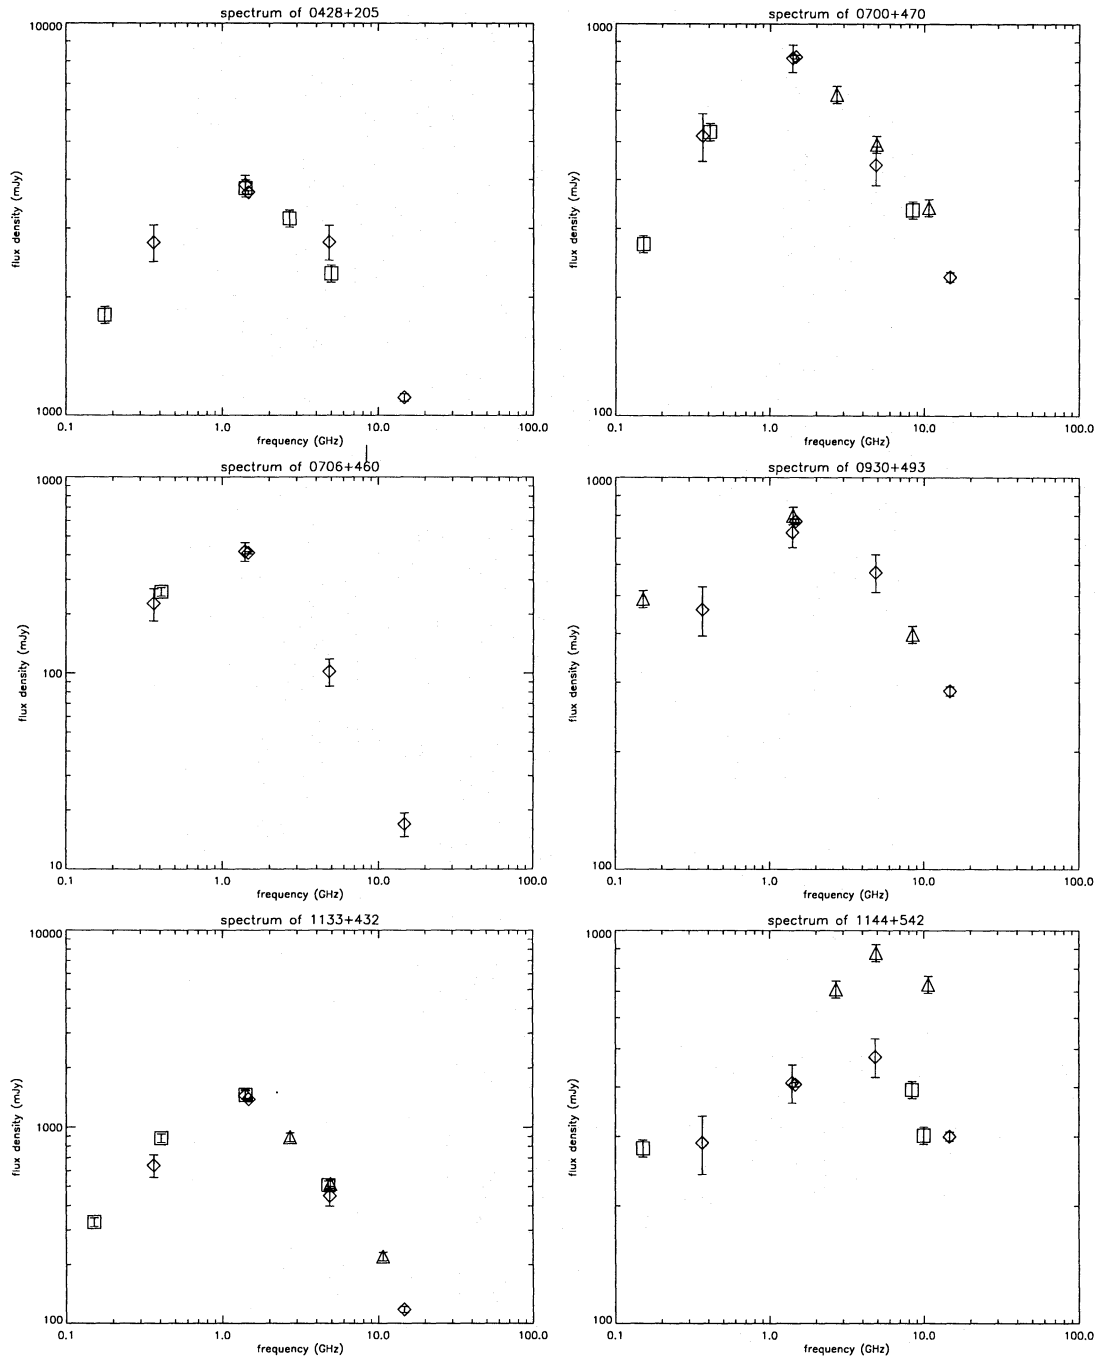 spectrum of 0428+205
10000
1000
flux density (mJy)
0.1 1.0 10.0 100.0
frequency (GHz)
spectrum of 0700+470
1000
100
flux density (mJy)
0.1 1.0 10.0 100.0
frequency (GHz)
spectrum of 0706+460
1000
100
10
flux density (mJy)
0.1 1.0 10.0 100.0
frequency (GHz)
spectrum of 0930+493
1000
100
flux density (mJy)
0.1 1.0 10.0 100.0
frequency (GHz)
spectrum of 1133+432
10000
1000
100
flux density (mJy)
0.1 1.0 10.0 100.0
frequency (GHz)
spectrum of 1144+542
1000
100
flux density (mJy)
0.1 1.0 10.0 100.0
frequency (GHz)